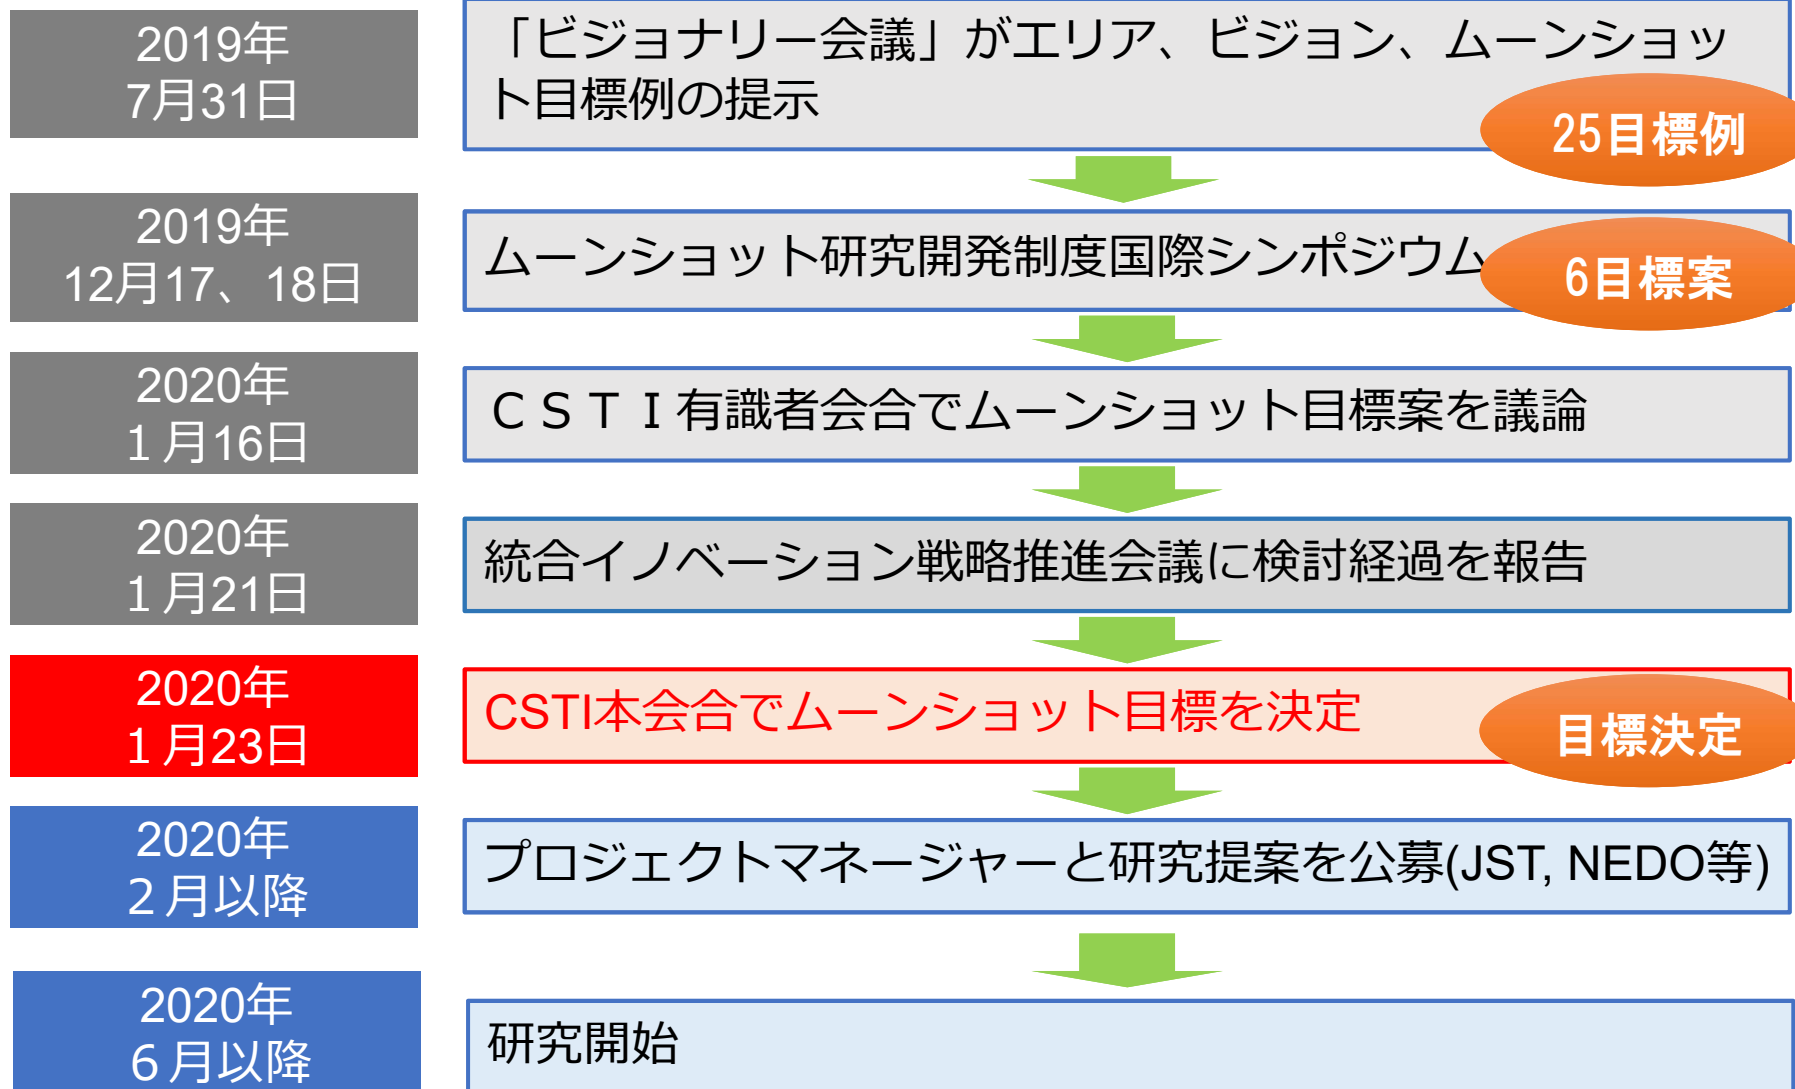 2019年
7月31日
「ビジョナリー会議」がエリア、ビジョン、ムーンショッ
ト目標例の提示
25目標例
2019年
12月17、18日
ムーンショット研究開発制度国際シンポジウム
6目標案
2020年
１月16日
ＣＳＴＩ有識者会合でムーンショット目標案を議論
2020年
１月21日
統合イノベーション戦略推進会議に検討経過を報告
2020年
１月23日
CSTI本会合でムーンショット目標を決定
目標決定
2020年
２月以降
プロジェクトマネージャーと研究提案を公募(JST, NEDO等)
2020年
６月以降
研究開始